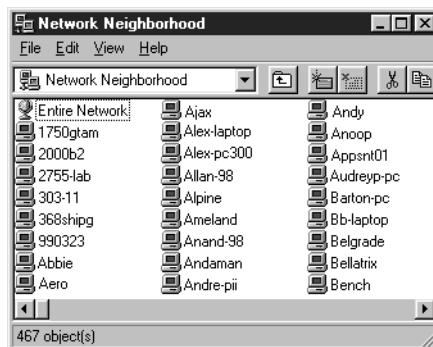 Network Neighborhood
File Edit View Help
Network Neighborhood
Entire Network
1750gtam
2000b2
2755-lab
303-11
368shipg
990323
Abbie
Aero
Ajax
Alex-laptop
Alex-pc300
Allan-98
Alpine
Ameland
Anand-98
Andaman
Andre-pii
Andy
Anoop
Appsnt01
Audreyp-pc
Barton-pc
Bb-laptop
Belgrade
Bellatrix
Bench
467 object(s)